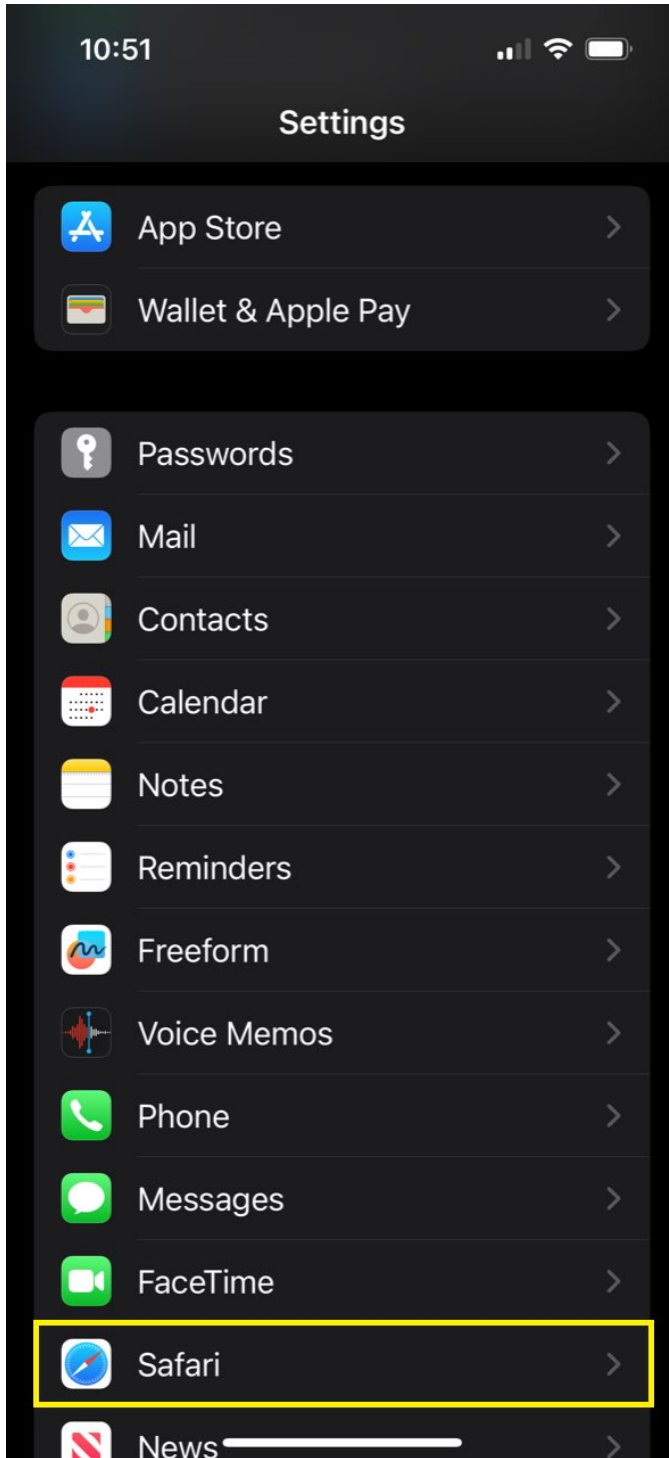 10:51
Settings
App Store
Wallet & Apple Pay
Passwords
Mail
Contacts
Calendar
Notes
Reminders
Freeform
Voice Memos
Phone
Messages
FaceTime
Safari
News